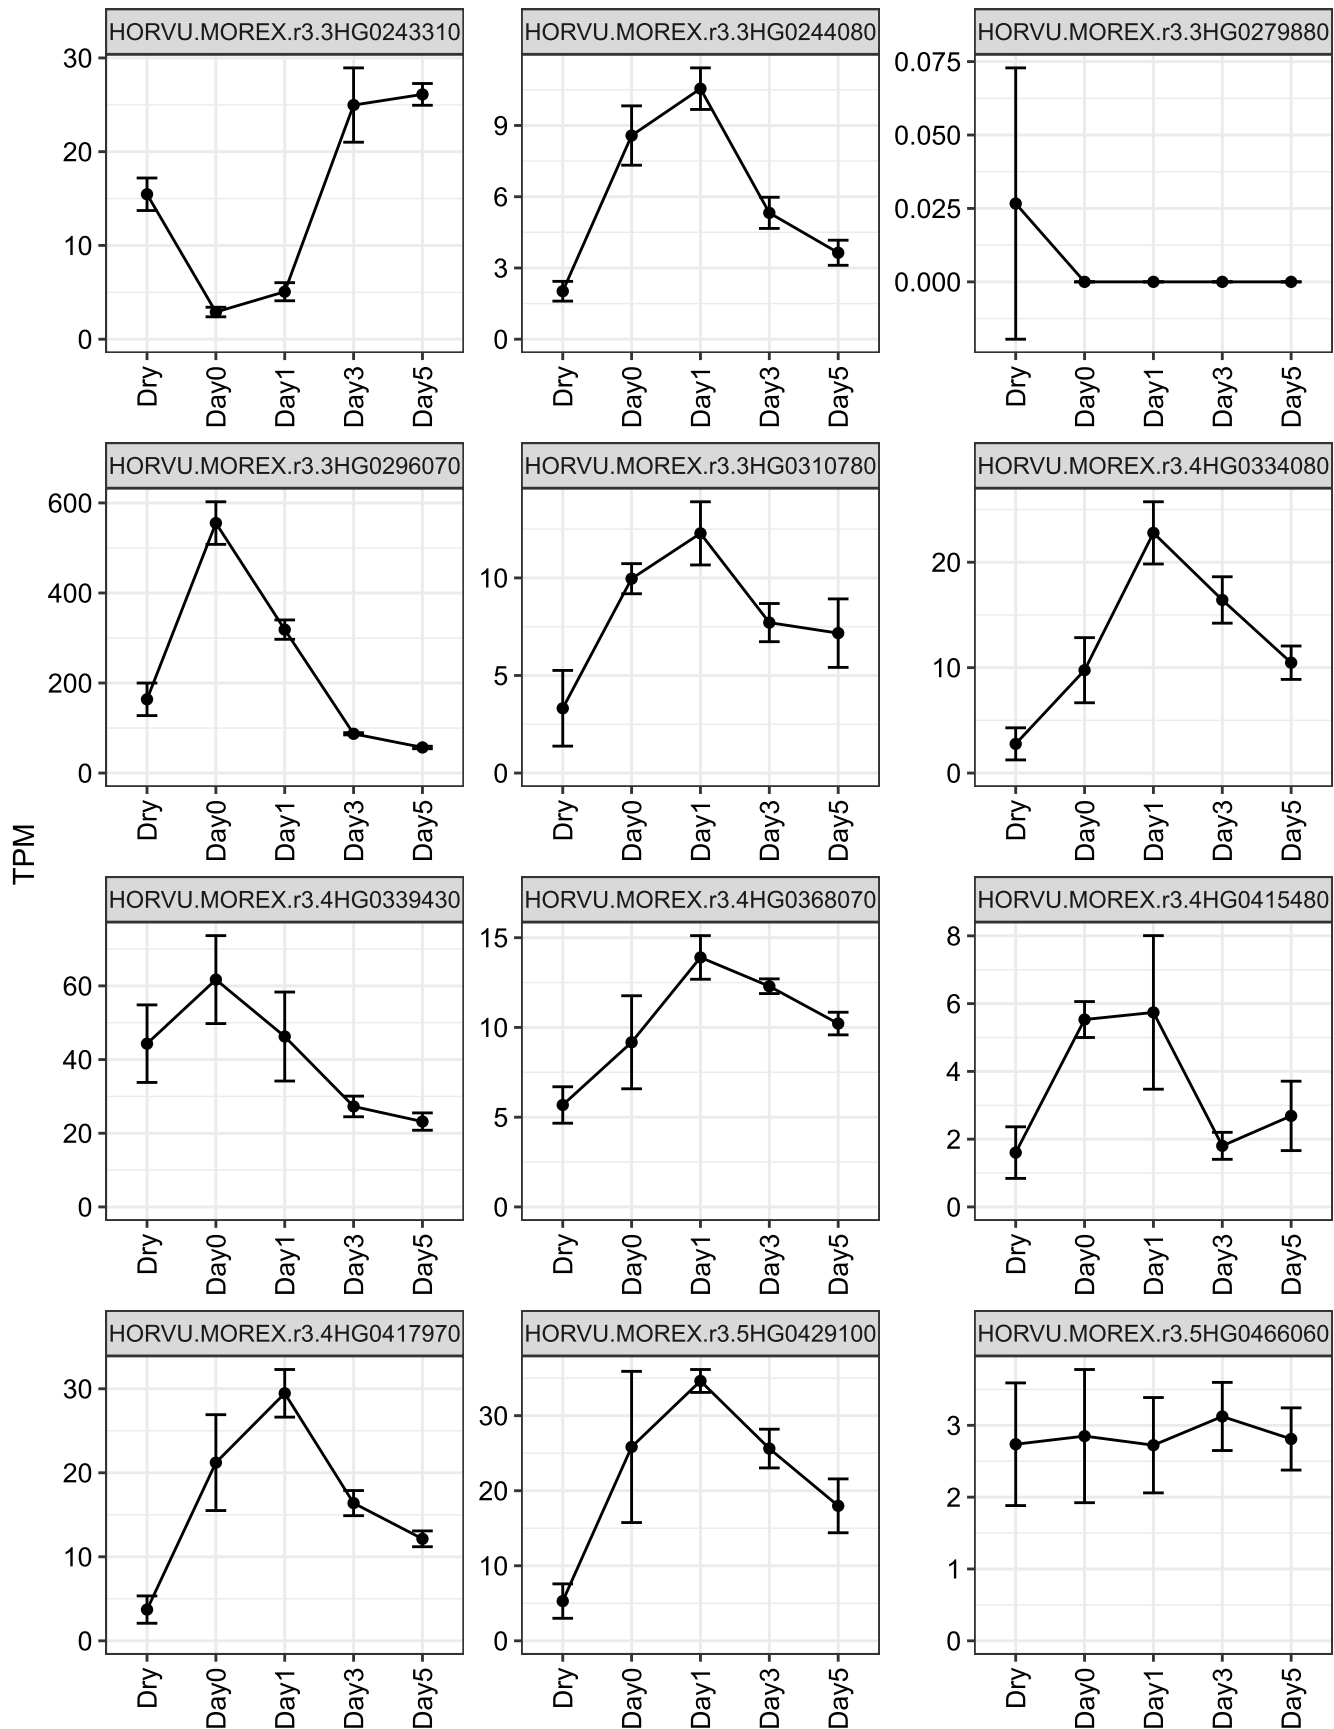 HORVU.MOREX.r3.3HG0243310 HORVU.MOREX.r3.3HG0244080 HORVU.MOREX.r3.3HG0279880
30
20
10
0
9
6
3
0
0.075
0.050
0.025
0.000
Dry Day0 Day1 Day3 Day5
Dry Day0 Day1 Day3 Day5
Dry Day0 Day1 Day3 Day5
HORVU.MOREX.r3.3HG0296070 HORVU.MOREX.r3.3HG0310780 HORVU.MOREX.r3.4HG0334080
600
400
200
0
10
5
0
20
10
0
Dry Day0 Day1 Day3 Day5
Dry Day0 Day1 Day3 Day5
Dry Day0 Day1 Day3 Day5
TPM
HORVU.MOREX.r3.4HG0339430 HORVU.MOREX.r3.4HG0368070 HORVU.MOREX.r3.4HG0415480
60
40
20
0
15
10
5
0
8
6
4
2
0
Dry Day0 Day1 Day3 Day5
Dry Day0 Day1 Day3 Day5
Dry Day0 Day1 Day3 Day5
HORVU.MOREX.r3.4HG0417970 HORVU.MOREX.r3.5HG0429100 HORVU.MOREX.r3.5HG0466060
30
20
10
0
30
20
10
0
3
2
1
0
Dry Day0 Day1 Day3 Day5
Dry Day0 Day1 Day3 Day5
Dry Day0 Day1 Day3 Day5